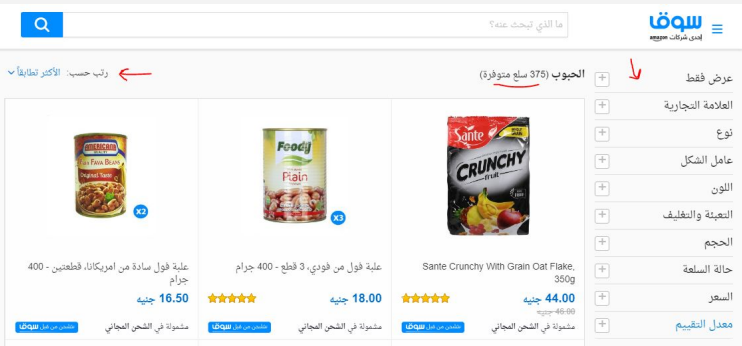 سوق
إحدى شركات amazon
ما الذي تبحث عنه؟
عرض فقط
العلامة التجارية
نوع
عامل الشكل
اللون
التعبئة والتغليف
الحجم
حالة السلعة
السعر
معدل التقييم
الحبوب (375 سلع متوفرة)
رتب حسب: الأكثر تطابقاً
Sante
CRUNCHY
fruit
Sante Crunchy With Grain Oat Flake,
350g
44.00 جنيه
46.00 جنيه
مشمولة في الشحن المجاني
تشحن من قبل سوق
Foody
Plain
x3
علبة فول من فودي، 3 قطع - 400 جرام
18.00 جنيه
مشمولة في الشحن المجاني
تشحن من قبل سوق
AMERICANA
QUALITY
FAVA BEANS
Original Taste
x2
علبة فول سادة من امريكانا، قطعتين - 400
جرام
16.50 جنيه
مشمولة في الشحن المجاني
تشحن من قبل سوق